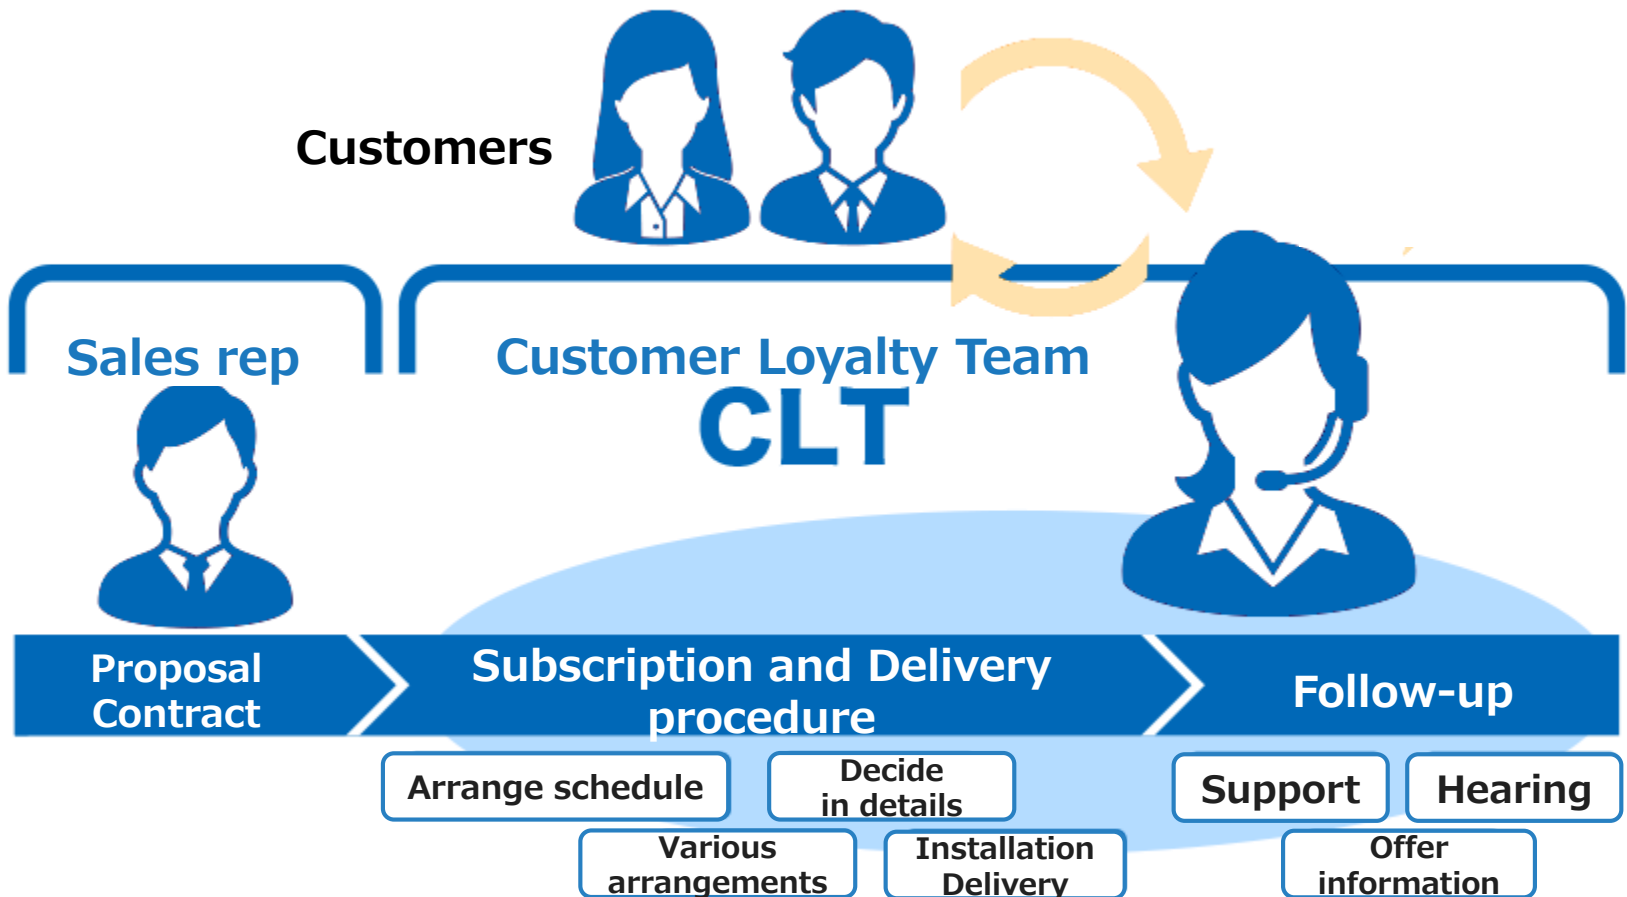 Customers
Sales rep
Customer Loyalty Team
CLT
Proposal
Contract
Subscription and Delivery
procedure
Follow-up
Arrange schedule
Decide
in details
Various
arrangements
Installation
Delivery
Support
Hearing
Offer
information